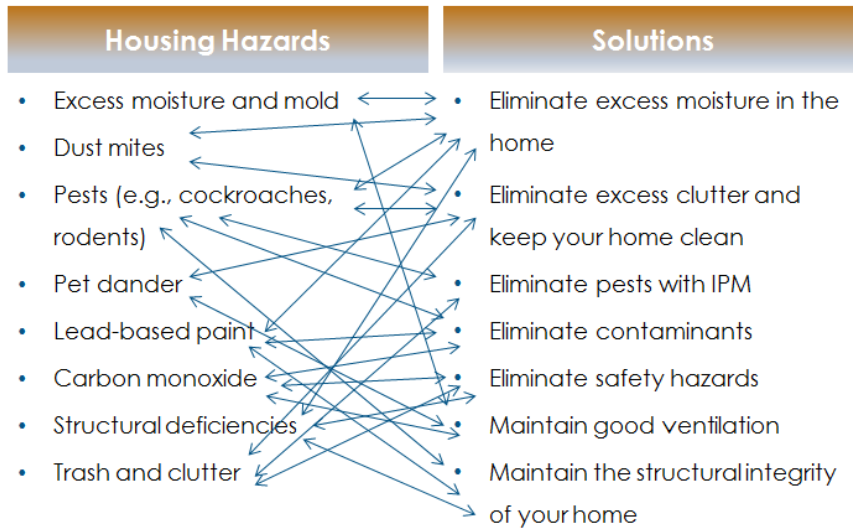 Housing Hazards
• Excess moisture and mold
• Dust mites
• Pests (e.g., cockroaches,
rodents)
• Pet dander
• Lead-based paint
• Carbon monoxide
• Structural deficiencies
• Trash and clutter
Solutions
• Eliminate excess moisture in the
home
• Eliminate excess clutter and
keep your home clean
• Eliminate pests with IPM
• Eliminate contaminants
• Eliminate safety hazards
• Maintain good ventilation
• Maintain the structural integrity
of your home